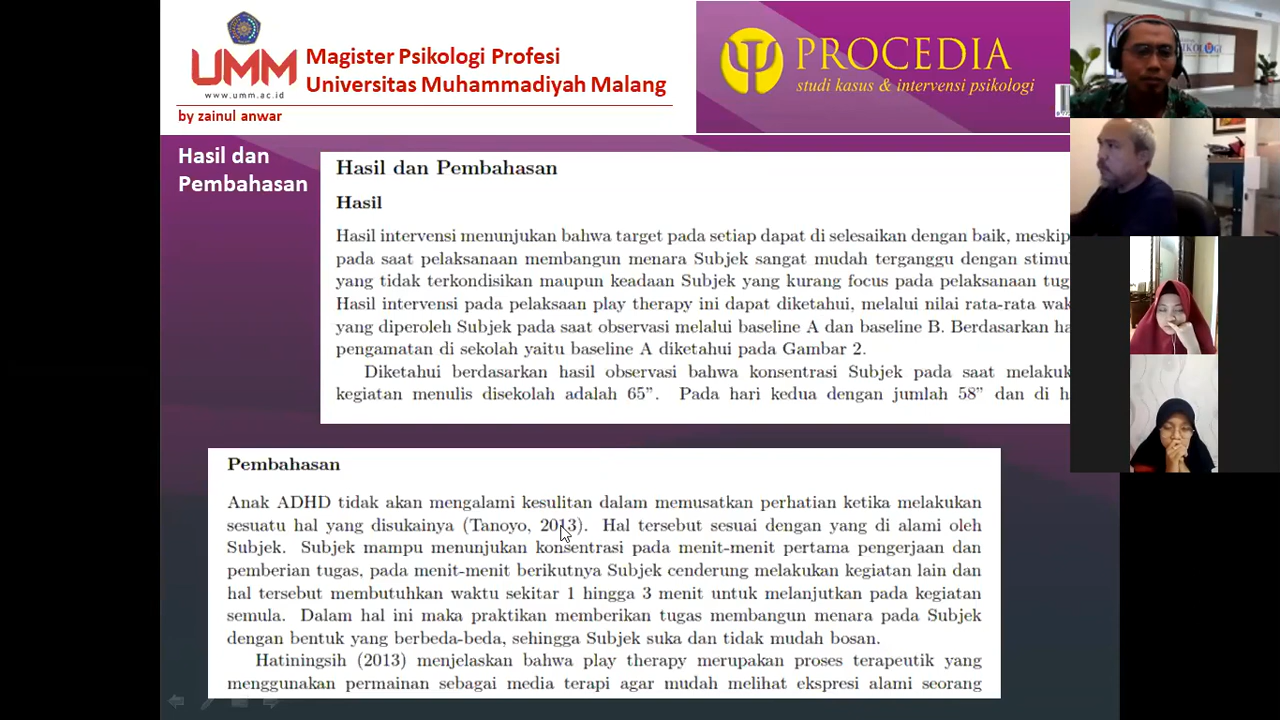 UMM
www.umm.ac.id
Magister Psikologi Profesi
Universitas Muhammadiyah Malang
by zainul anwar
PROCEDIA
studi kasus & intervensi psikologi
Hasil dan
Pembahasan
Hasil dan Pembahasan
Hasil
Hasil intervensi menunjukan bahwa target pada setiap dapat di selesaikan dengan baik, meskip
pada saat pelaksanaan membangun menara Subjek sangat mudah terganggu dengan stimul
yang tidak terkondisikan maupun keadaan Subjek yang kurang focus pada pelaksanaan tug
Hasil intervensi pada pelaksaan play therapy ini dapat diketahui, melalui nilai rata-rata wak
yang diperoleh Subjek pada saat observasi melalui baseline A dan baseline B. Berdasarkan ha
pengamatan di sekolah yaitu baseline A diketahui pada Gambar 2.
Diketahui berdasarkan hasil observasi bahwa konsentrasi Subjek pada saat melakuk
kegiatan menulis disekolah adalah 65”. Pada hari kedua dengan jumlah 58” dan di h
Pembahasan
Anak ADHD tidak akan mengalami kesulitan dalam memusatkan perhatian ketika melakukan
sesuatu hal yang disukainya (Tanoyo, 2013). Hal tersebut sesuai dengan yang di alami oleh
Subjek. Subjek mampu menunjukan konsentrasi pada menit-menit pertama pengerjaan dan
pemberian tugas, pada menit-menit berikutnya Subjek cenderung melakukan kegiatan lain dan
hal tersebut membutuhkan waktu sekitar 1 hingga 3 menit untuk melanjutkan pada kegiatan
semula. Dalam hal ini maka praktikan memberikan tugas membangun menara pada Subjek
dengan bentuk yang berbeda-beda, sehingga Subjek suka dan tidak mudah bosan.
Hatiningsih (2013) menjelaskan bahwa play therapy merupakan proses terapeutik yang
menggunakan permainan sebagai media terapi agar mudah melihat ekspresi alami seorang